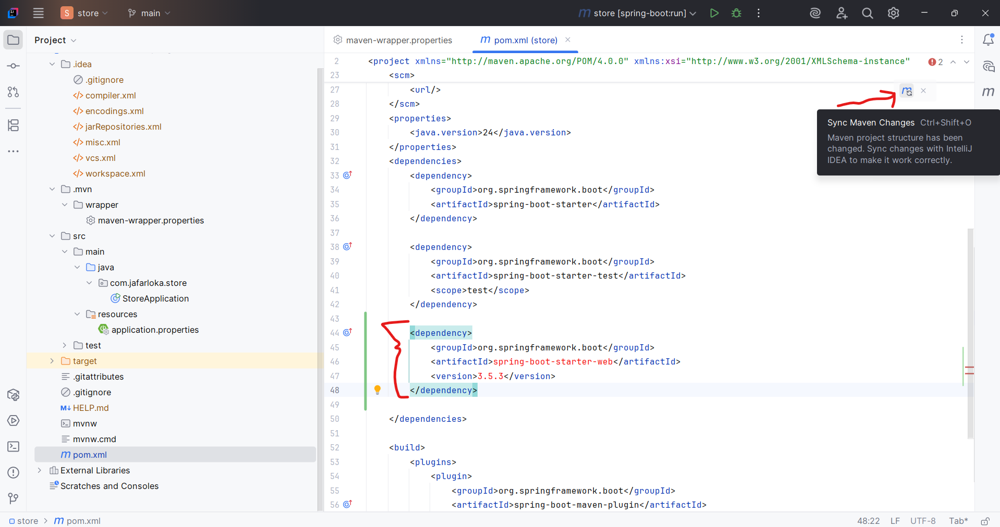 S store main store [spring-boot:run]
Project
.idea
.gitignore
compiler.xml
encodings.xml
jarRepositories.xml
misc.xml
vcs.xml
workspace.xml
.mvn
wrapper
maven-wrapper.properties
src
main
java
com.jafarloka.store
StoreApplication
resources
application.properties
test
target
.gitattributes
.gitignore
M↓ HELP.md
mvnw
mvnw.cmd
m pom.xml
External Libraries
Scratches and Consoles
maven-wrapper.properties m pom.xml (store)
2 <project xmlns="http://maven.apache.org/POM/4.0.0" xmlns:xsi="http://www.w3.org/2001/XMLSchema-instance" 2
23 <scm>
27 <url/>
28 </scm>
29 <properties>
30 <java.version>24</java.version>
31 </properties>
32 <dependencies>
33 <dependency>
34 <groupId>org.springframework.boot</groupId>
35 <artifactId>spring-boot-starter</artifactId>
36 </dependency>
37
38 <dependency>
39 <groupId>org.springframework.boot</groupId>
40 <artifactId>spring-boot-starter-test</artifactId>
41 <scope>test</scope>
42 </dependency>
43
44 <dependency>
45 <groupId>org.springframework.boot</groupId>
46 <artifactId>spring-boot-starter-web</artifactId>
47 <version>3.5.3</version>
48 </dependency>
49
50 </dependencies>
51
52 <build>
53 <plugins>
54 <plugin>
55 <groupId>org.springframework.boot</groupId>
56 <artifactId>spring-boot-maven-plugin</artifactId>
Sync Maven Changes Ctrl+Shift+O
Maven project structure has been
changed. Sync changes with IntelliJ
IDEA to make it work correctly.
store > m pom.xml
48:22 LF UTF-8 Tab*